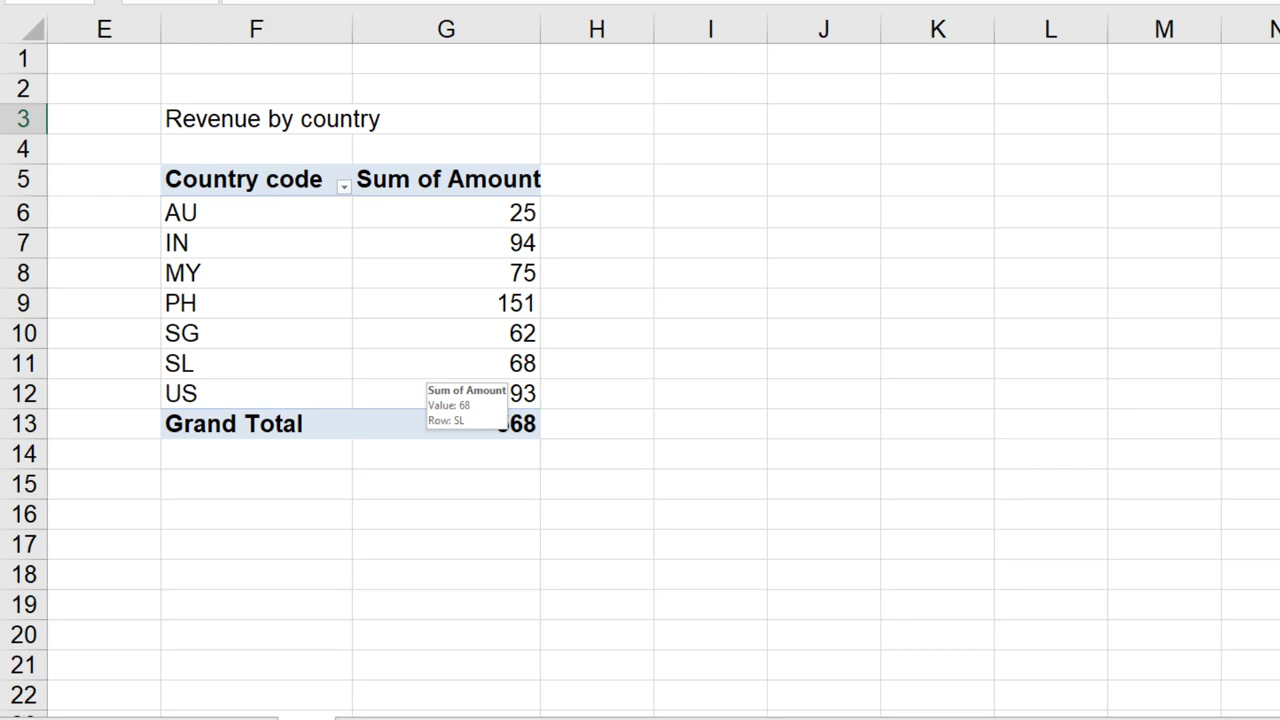 E F G H I J K L M N
1
2
3 Revenue by country
4
5 Country code Sum of Amount
6 AU 25
7 IN 94
8 MY 75
9 PH 151
10 SG 62
11 SL 68
12 US 93
Sum of Amount
Value: 68
Row: SL
13 Grand Total
14
15
16
17
18
19
20
21
22